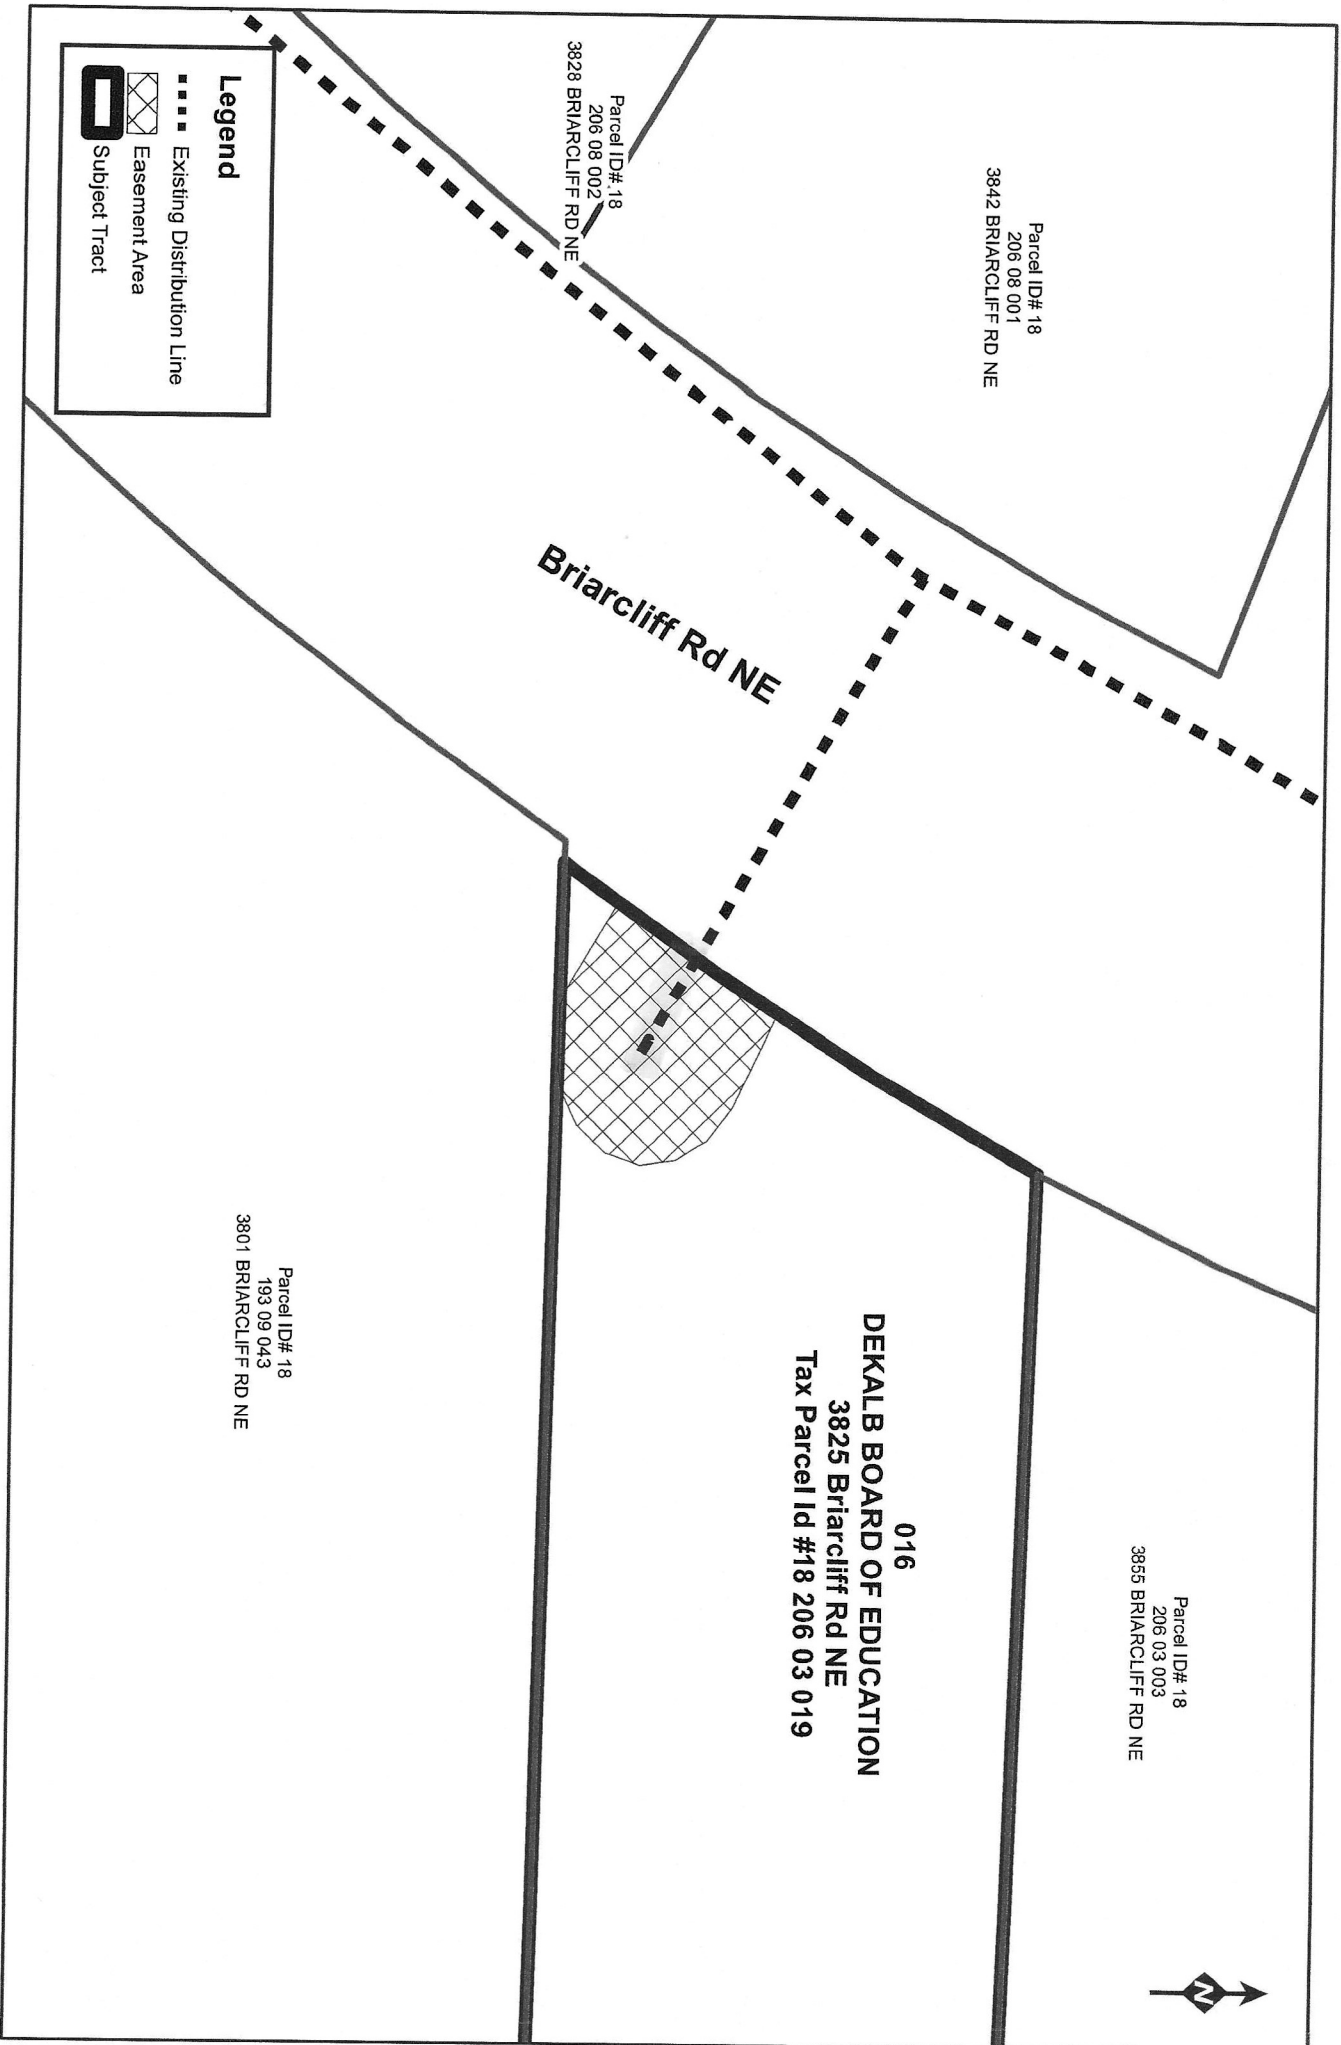 Parcel ID# 18
206 08 001
3842 BRIARCLIFF RD NE
Parcel ID# 18
206 08 002
3828 BRIARCLIFF RD NE
Briarcliff Rd NE
Parcel ID# 18
206 03 003
3855 BRIARCLIFF RD NE
016
DEKALB BOARD OF EDUCATION
3825 Briarcliff Rd NE
Tax Parcel Id #18 206 03 019
Parcel ID# 18
193 09 043
3801 BRIARCLIFF RD NE
Legend
Existing Distribution Line
Easement Area
Subject Tract
N